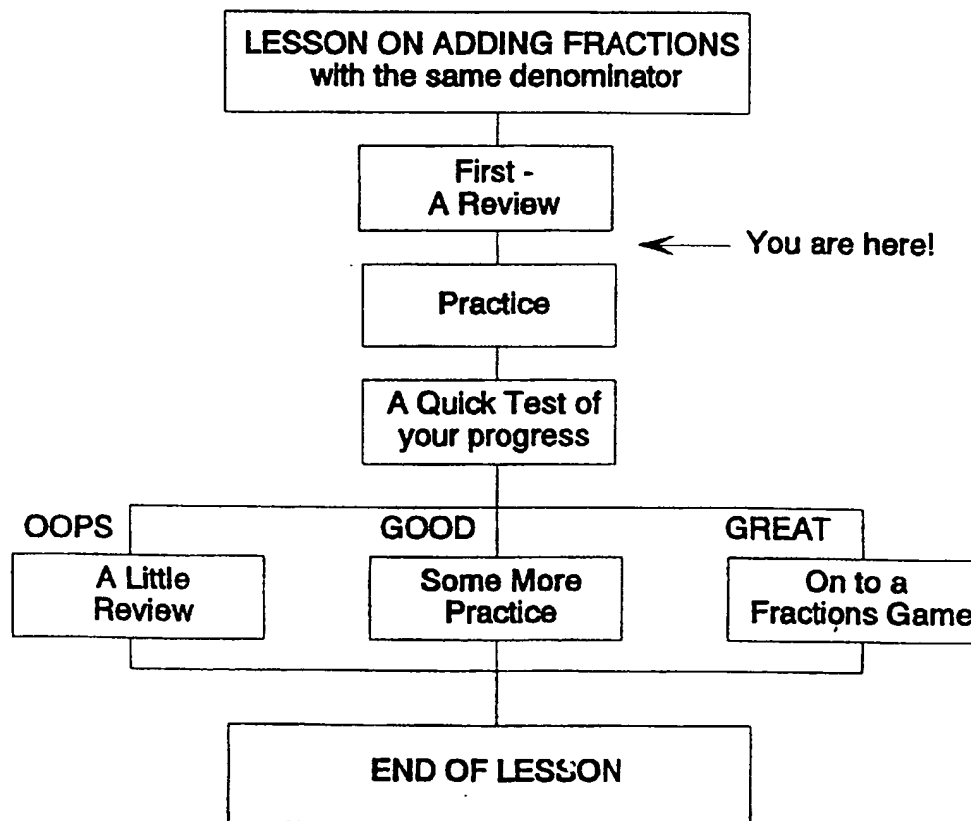 LESSON ON ADDING FRACTIONS
with the same denominator
First -
A Review
You are here!
Practice
A Quick Test of
your progress
OOPS
GOOD
GREAT
A Little
Review
Some More
Practice
On to a
Fractions Game
END OF LESSON